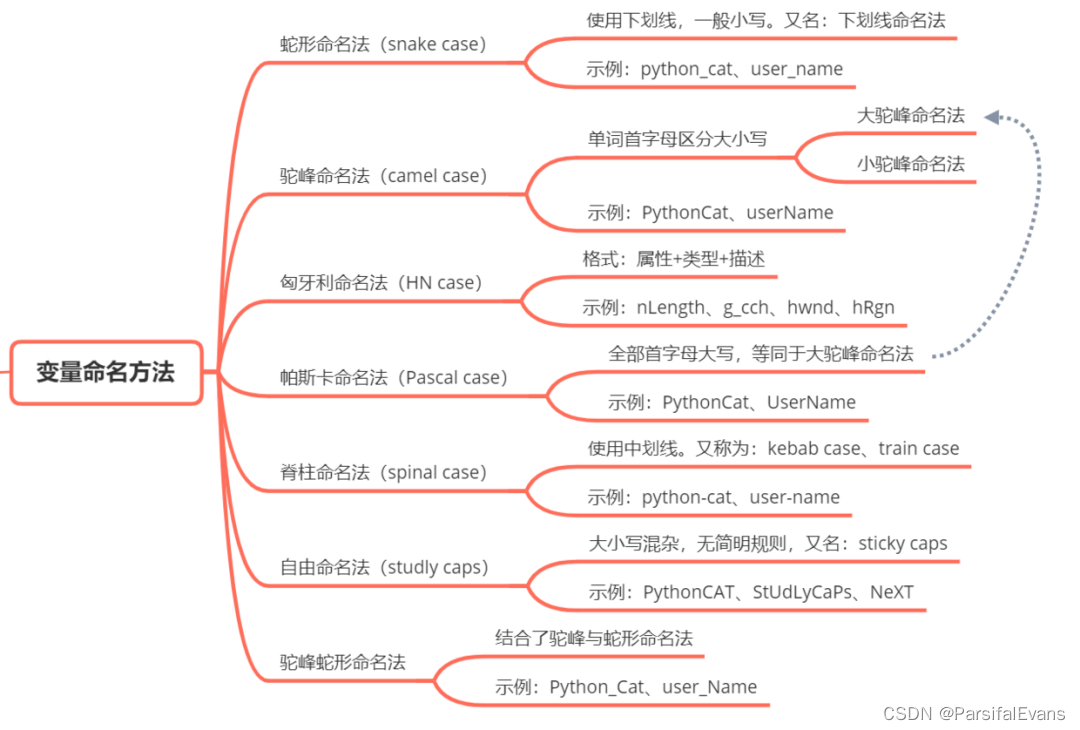 变量命名方法
蛇形命名法（snake case）
使用下划线，一般小写。又名：下划线命名法
示例：python_cat、user_name
驼峰命名法（camel case）
单词首字母区分大小写
大驼峰命名法
小驼峰命名法
示例：PythonCat、userName
匈牙利命名法（HN case）
格式：属性+类型+描述
示例：nLength、g_cch、hwnd、hRgn
帕斯卡命名法（Pascal case）
全部首字母大写，等同于大驼峰命名法
示例：PythonCat、UserName
脊柱命名法（spinal case）
使用中划线。又称为：kebab case、train case
示例：python-cat、user-name
自由命名法（studly caps）
大小写混杂，无简明规则，又名：sticky caps
示例：PythonCAT、StUdLyCaPs、NeXT
驼峰蛇形命名法
结合了驼峰与蛇形命名法
示例：Python_Cat、user_Name
CSDN @ParsifalEvans